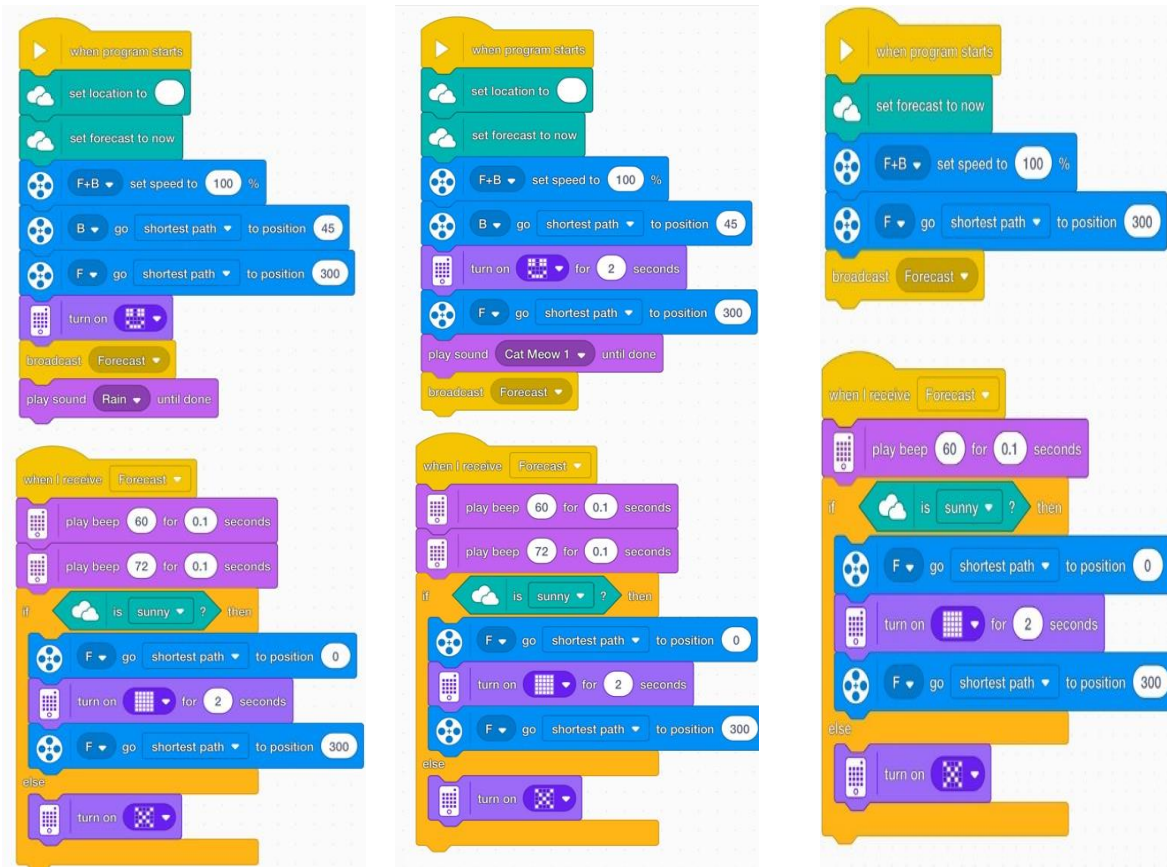 when program starts
set location to
set forecast to now
F+B set speed to 100 %
B go shortest path to position 45
F go shortest path to position 300
turn on
broadcast Forecast
play sound Rain until done
when I receive Forecast
play beep 60 for 0.1 seconds
play beep 72 for 0.1 seconds
if is sunny ? then
F go shortest path to position 0
turn on for 2 seconds
F go shortest path to position 300
else
turn on
when program starts
set location to
set forecast to now
F+B set speed to 100 %
B go shortest path to position 45
turn on for 2 seconds
F go shortest path to position 300
play sound Cat Meow 1 until done
broadcast Forecast
when I receive Forecast
play beep 60 for 0.1 seconds
play beep 72 for 0.1 seconds
if is sunny ? then
F go shortest path to position 0
turn on for 2 seconds
F go shortest path to position 300
else
turn on
when program starts
set forecast to now
F+B set speed to 100 %
F go shortest path to position 300
broadcast Forecast
when I receive Forecast
play beep 60 for 0.1 seconds
if is sunny ? then
F go shortest path to position 0
turn on for 2 seconds
F go shortest path to position 300
else
turn on